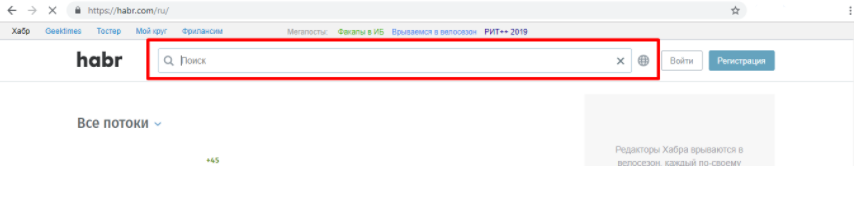 https://habr.com/ru/
Хабр Geektimes Тостер Мой круг Фрилансим Мегапосты: Факапы в ИБ Врываемся в велосезон РИТ++ 2019
habr Поиск Войти Регистрация
Все потоки
Редакторы Хабра врываются в
+45
велосезон, каждый по-своему